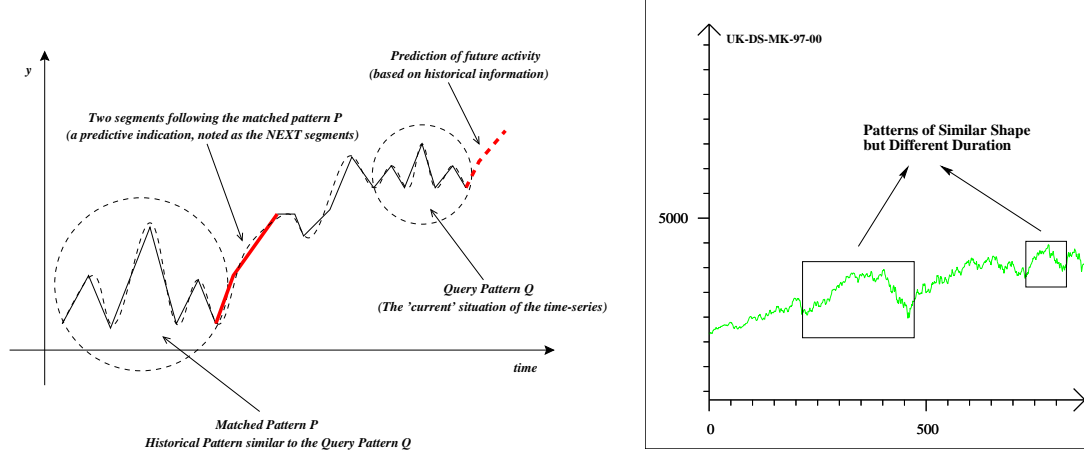 Prediction of future activity
(based on historical information)
y
Two segments following the matched pattern P
(a predictive indication, noted as the NEXT segments)
Query Pattern Q
(The 'current' situation of the time-series)
time
Matched Pattern P
Historical Pattern similar to the Query Pattern Q
UK-DS-MK-97-00
Patterns of Similar Shape
but Different Duration
5000
0
500